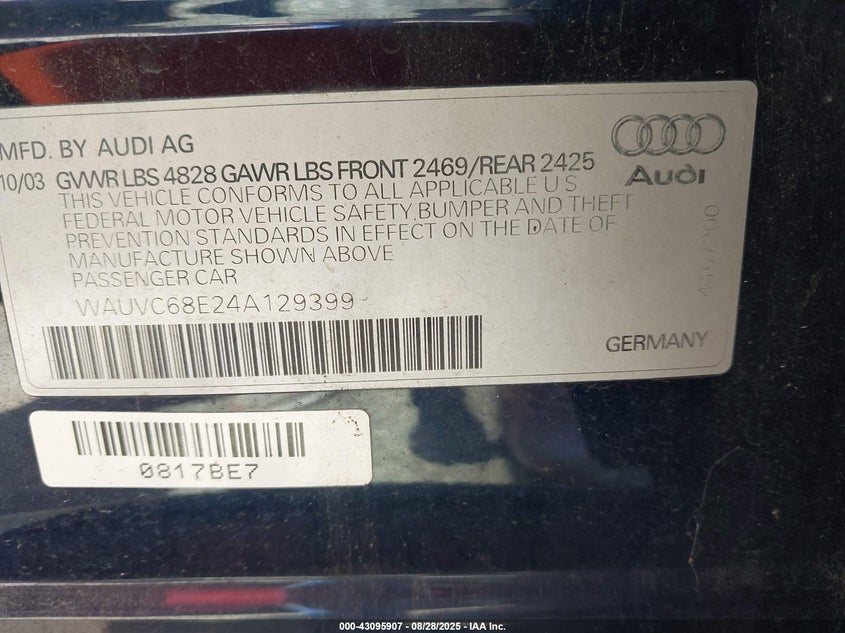 MFD. BY AUDI AG
10/03 GVWR LBS 4828 GAWR LBS FRONT 2469/REAR 2425
THIS VEHICLE CONFORMS TO ALL APPLICABLE U S
FEDERAL MOTOR VEHICLE SAFETY, BUMPER AND THEFT
PREVENTION STANDARDS IN EFFECT ON THE DATE OF
MANUFACTURE SHOWN ABOVE
PASSENGER CAR
WAUVC68E24A129399
Audi
GERMANY
0817BE7
000-43095907 - 08/28/2025 - IAA Inc.